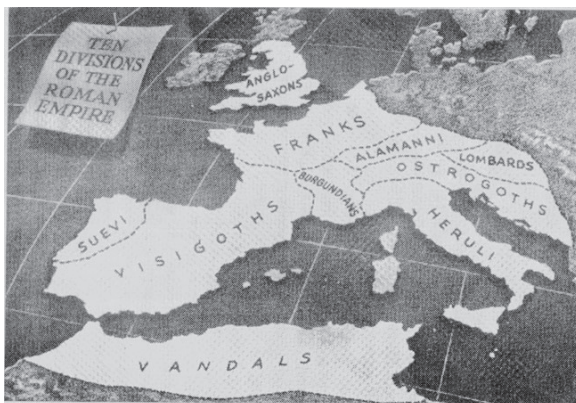 TEN
DIVISIONS
OF THE
ROMAN
EMPIRE
ANGLO-
SAXONS
FRANKS
ALAMANNI
LOMBARDS
OSTROGOTHS
BURGUNDIANS
HERULI
SUEVI
VISIGOTHS
VANDALS